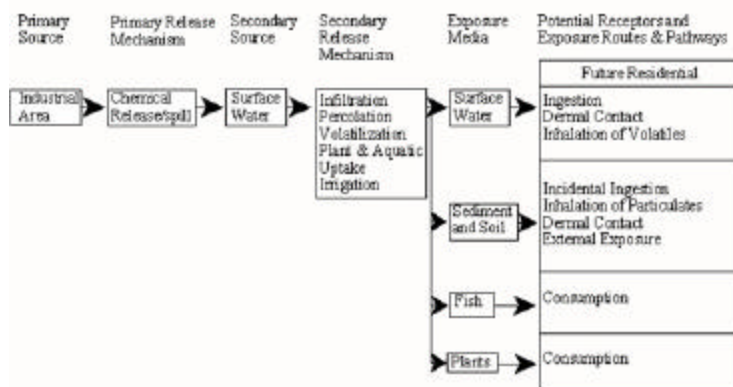 Primary
Source
Primary Release
Mechanism
Secondary
Source
Secondary
Release
Mechanism
Exposure
Media
Potential Receptors and
Exposure Routes & Pathways
Future Residential
Industrial
Area
Chemical
Release/spill
Surface
Water
Infiltration
Percolation
Volatilization
Plant & Aquatic
Uptake
Irrigation
Surface
Water
Ingestion
Dermal Contact
Inhalation of Volatiles
Sediment
and Soil
Incidental Ingestion
Inhalation of Particulates
Dermal Contact
External Exposure
Fish
Consumption
Plants
Consumption